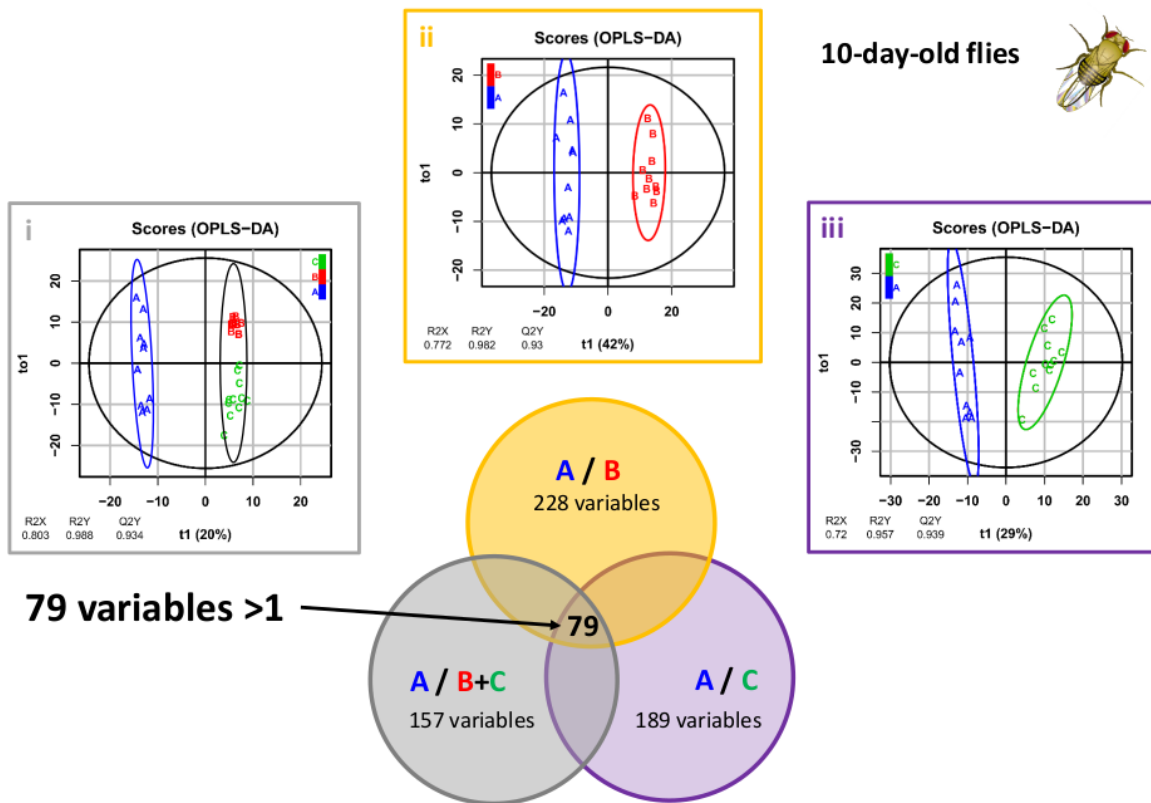 ii
Scores (OPLS−DA)
B
A
20
10
0
−10
−20
to1
A
A
A
A
A
A
A
A
A
A
B
B
B
B
B
B
B
B
B
B
−20
0
20
R2X R2Y Q2Y
0.772 0.982 0.93
t1 (42%)
10-day-old flies
i
Scores (OPLS−DA)
C
B
A
20
10
0
−10
−20
to1
−20
−10
0
10
20
R2X R2Y Q2Y
0.803 0.988 0.934
t1 (20%)
iii
Scores (OPLS−DA)
C
A
30
10
0
−10
−30
to1
−30
−20
−10
0
10
20
30
R2X R2Y Q2Y
0.72 0.957 0.939
t1 (29%)
A / B
228 variables
79 variables >1
79
A / B+C
157 variables
A / C
189 variables